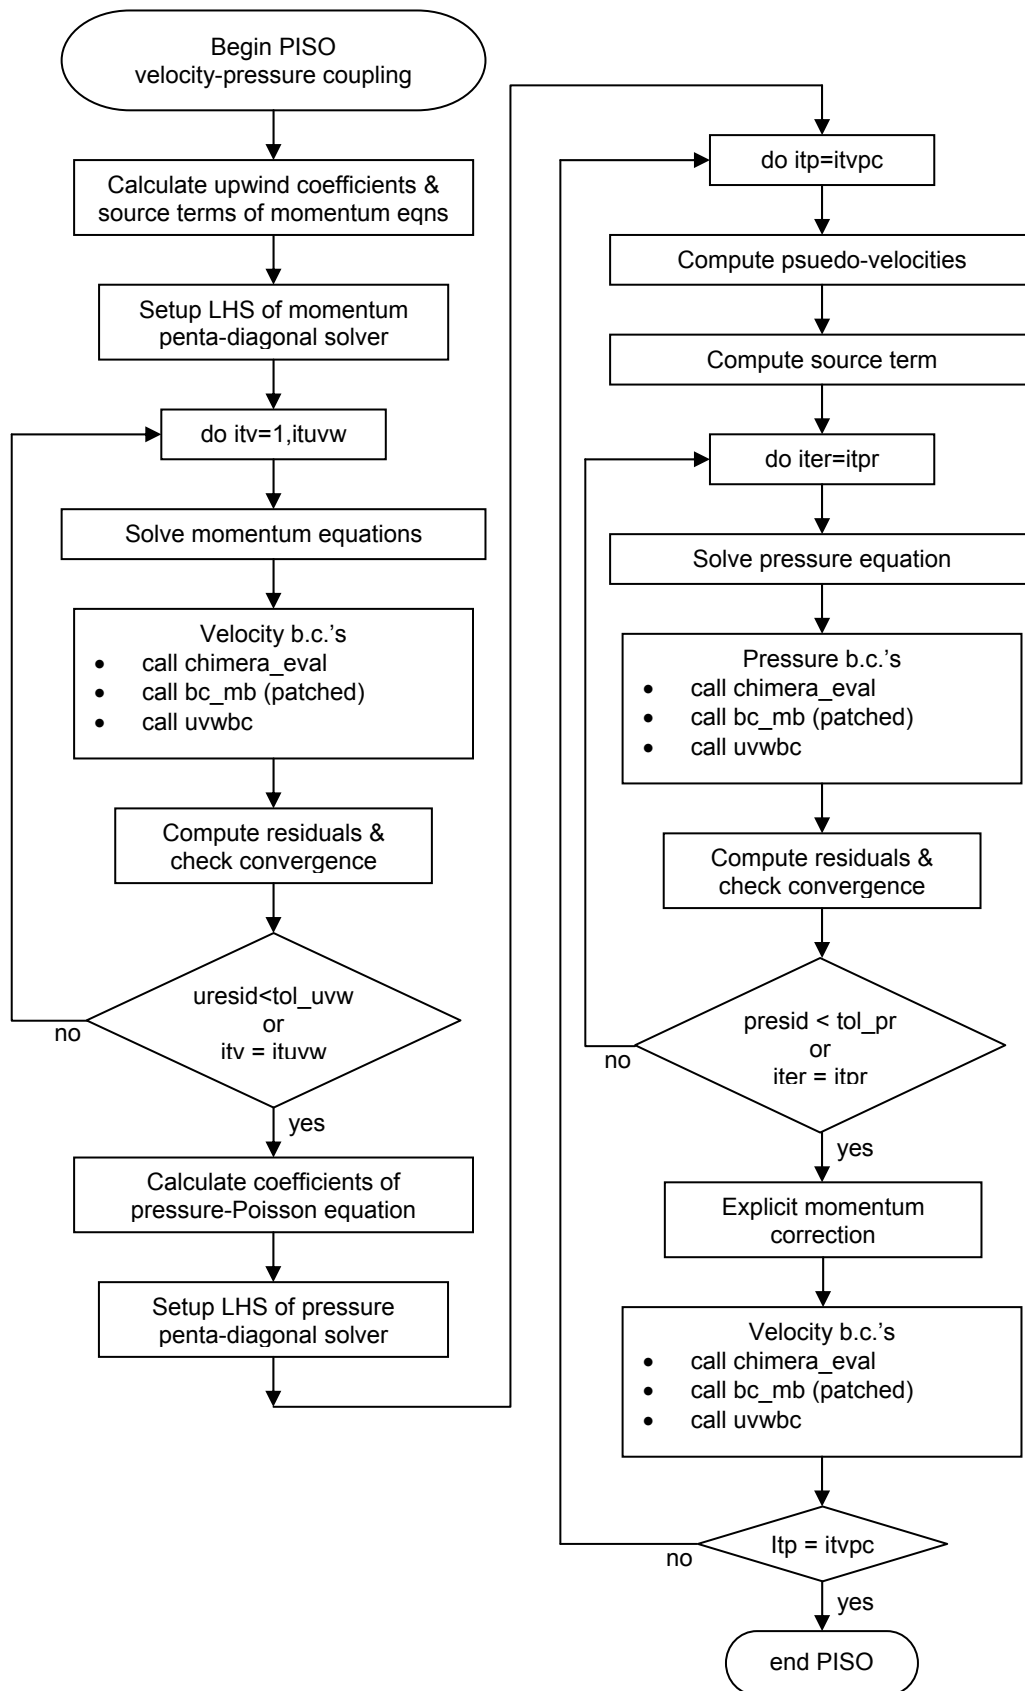 Begin PISO
velocity-pressure coupling
Calculate upwind coefficients &
source terms of momentum eqns
Setup LHS of momentum
penta-diagonal solver
do itv=1,ituvw
Solve momentum equations
Velocity b.c.'s
• call chimera_eval
• call bc_mb (patched)
• call uvwbc
Compute residuals &
check convergence
uresid<tol_uvw
or
itv = ituvw
no
yes
Calculate coefficients of
pressure-Poisson equation
Setup LHS of pressure
penta-diagonal solver
do itp=itvpc
Compute psuedo-velocities
Compute source term
do iter=itpr
Solve pressure equation
Pressure b.c.'s
• call chimera_eval
• call bc_mb (patched)
• call uvwbc
Compute residuals &
check convergence
presid < tol_pr
or
iter = itpr
no
yes
Explicit momentum
correction
Velocity b.c.'s
• call chimera_eval
• call bc_mb (patched)
• call uvwbc
Itp = itvpc
no
yes
end PISO